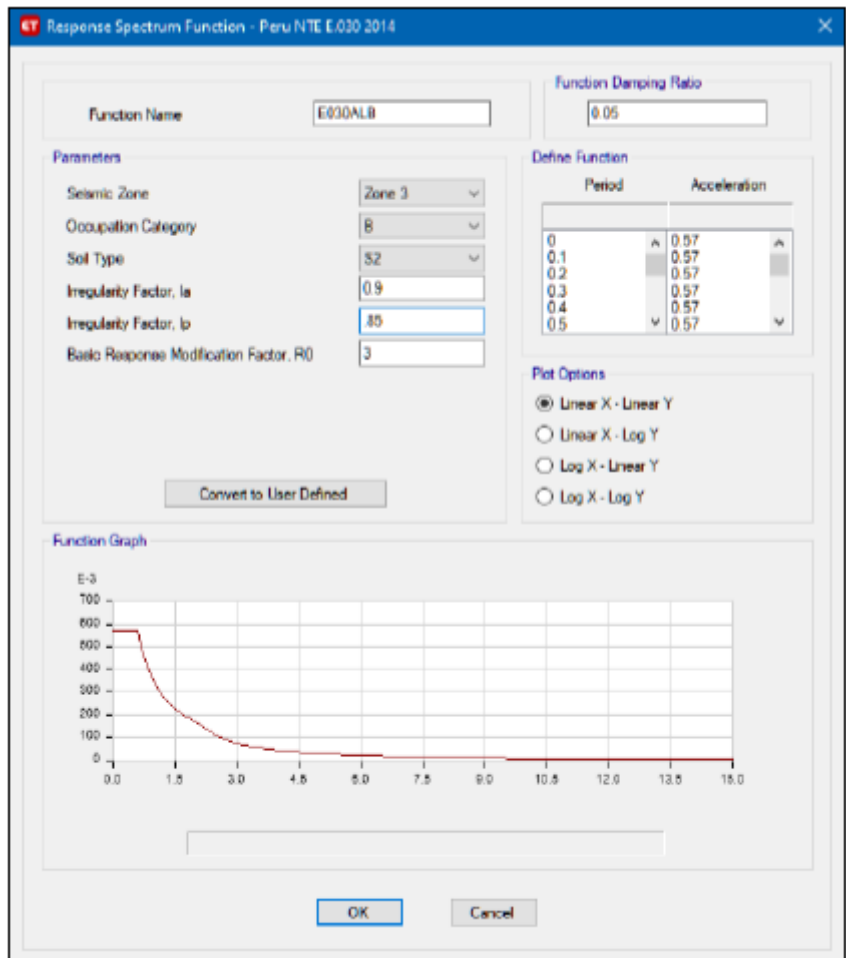 Response Spectrum Function - Peru NTE E.030 2014
Function Name
E030ALB
Function Damping Ratio
0.05
Parameters
Seismic Zone
Zone 3
Occupation Category
B
Soil Type
S2
Irregularity Factor, Ia
0.9
Irregularity Factor, Ip
.85
Basic Response Modification Factor, R0
3
Convert to User Defined
Define Function
Period Acceleration
0 0.57
0.1 0.57
0.2 0.57
0.3 0.57
0.4 0.57
0.5 0.57
Plot Options
Linear X - Linear Y
Linear X - Log Y
Log X - Linear Y
Log X - Log Y
Function Graph
E-3
700
600
500
400
300
200
100
0
0.0 1.5 3.0 4.5 6.0 7.5 9.0 10.5 12.0 13.5 15.0
OK Cancel